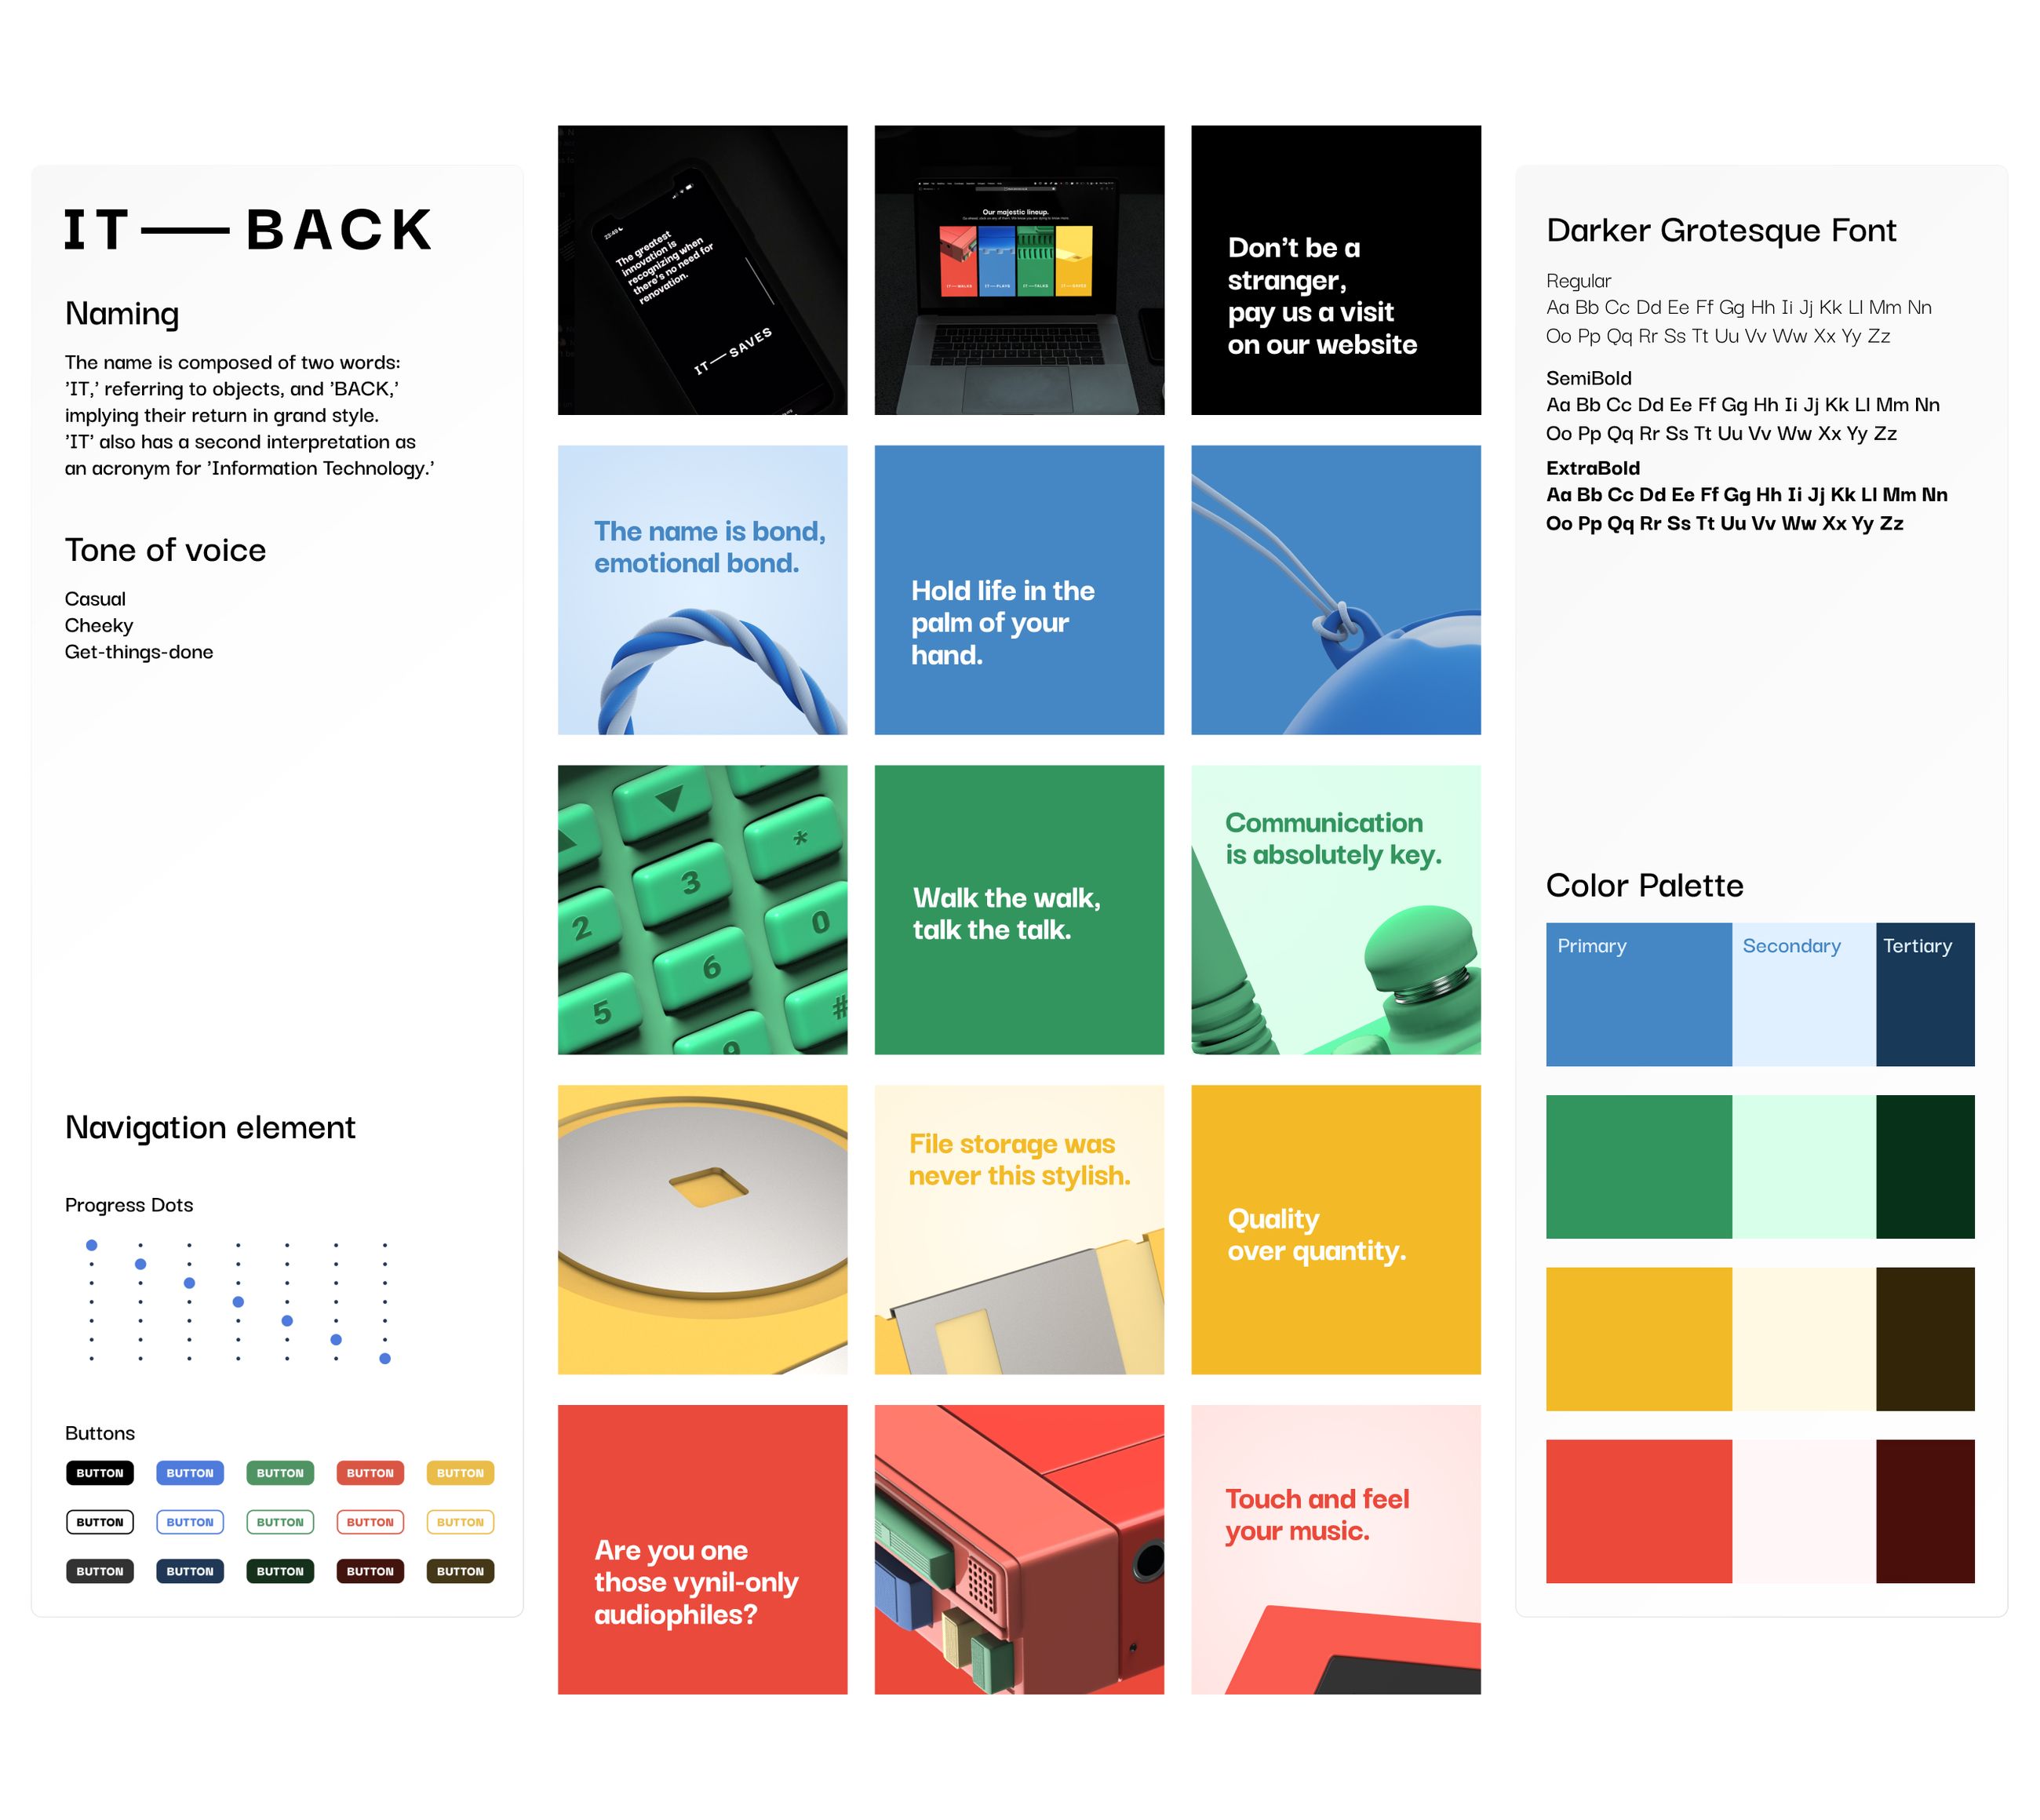 IT—BACK
Naming
The name is composed of two words:
'IT,' referring to objects, and 'BACK,'
implying their return in grand style.
'IT' also has a second interpretation as
an acronym for 'Information Technology.'
Tone of voice
Casual
Cheeky
Get-things-done
Navigation element
Progress Dots
Buttons
BUTTON BUTTON BUTTON BUTTON BUTTON
BUTTON BUTTON BUTTON BUTTON BUTTON
BUTTON BUTTON BUTTON BUTTON BUTTON
23:49
The greatest
innovation is
recognizing when
there's no need for
renovation.
IT—SAVES
Our majestic lineup.
IT—WALKS
IT—PLAYS
IT—TALKS
IT—SAVES
Don't be a
stranger,
pay us a visit
on our website
The name is bond,
emotional bond.
Hold life in the
palm of your
hand.
*
3
2
0
6
5
#
9
Walk the walk,
talk the talk.
Communication
is absolutely key.
File storage was
never this stylish.
Quality
over quantity.
Are you one
those vynil-only
audiophiles?
Touch and feel
your music.
Darker Grotesque Font
Regular
Aa Bb Cc Dd Ee Ff Gg Hh Ii Jj Kk Ll Mm Nn
Oo Pp Qq Rr Ss Tt Uu Vv Ww Xx Yy Zz
SemiBold
Aa Bb Cc Dd Ee Ff Gg Hh Ii Jj Kk Ll Mm Nn
Oo Pp Qq Rr Ss Tt Uu Vv Ww Xx Yy Zz
ExtraBold
Aa Bb Cc Dd Ee Ff Gg Hh Ii Jj Kk Ll Mm Nn
Oo Pp Qq Rr Ss Tt Uu Vv Ww Xx Yy Zz
Color Palette
Primary
Secondary
Tertiary